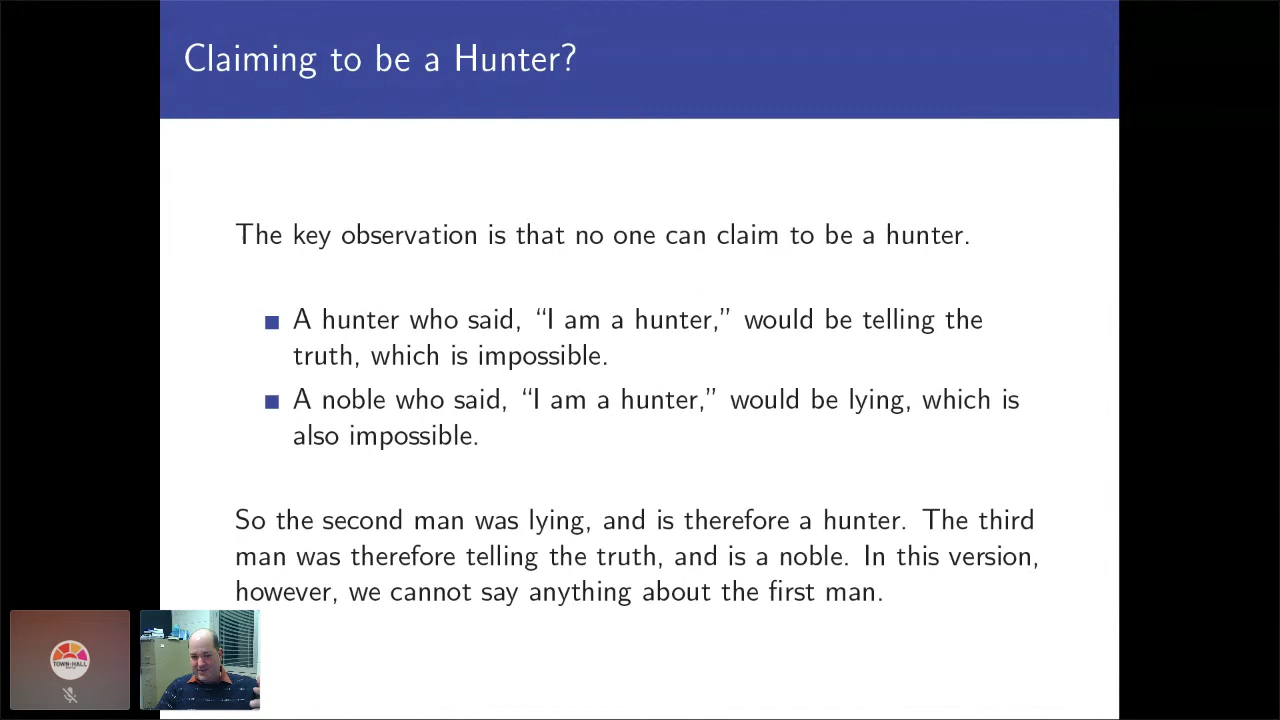 Claiming to be a Hunter?
The key observation is that no one can claim to be a hunter.
A hunter who said, “I am a hunter,” would be telling the
truth, which is impossible.
A noble who said, “I am a hunter,” would be lying, which is
also impossible.
So the second man was lying, and is therefore a hunter. The third
man was therefore telling the truth, and is a noble. In this version,
however, we cannot say anything about the first man.
TOWN HALL